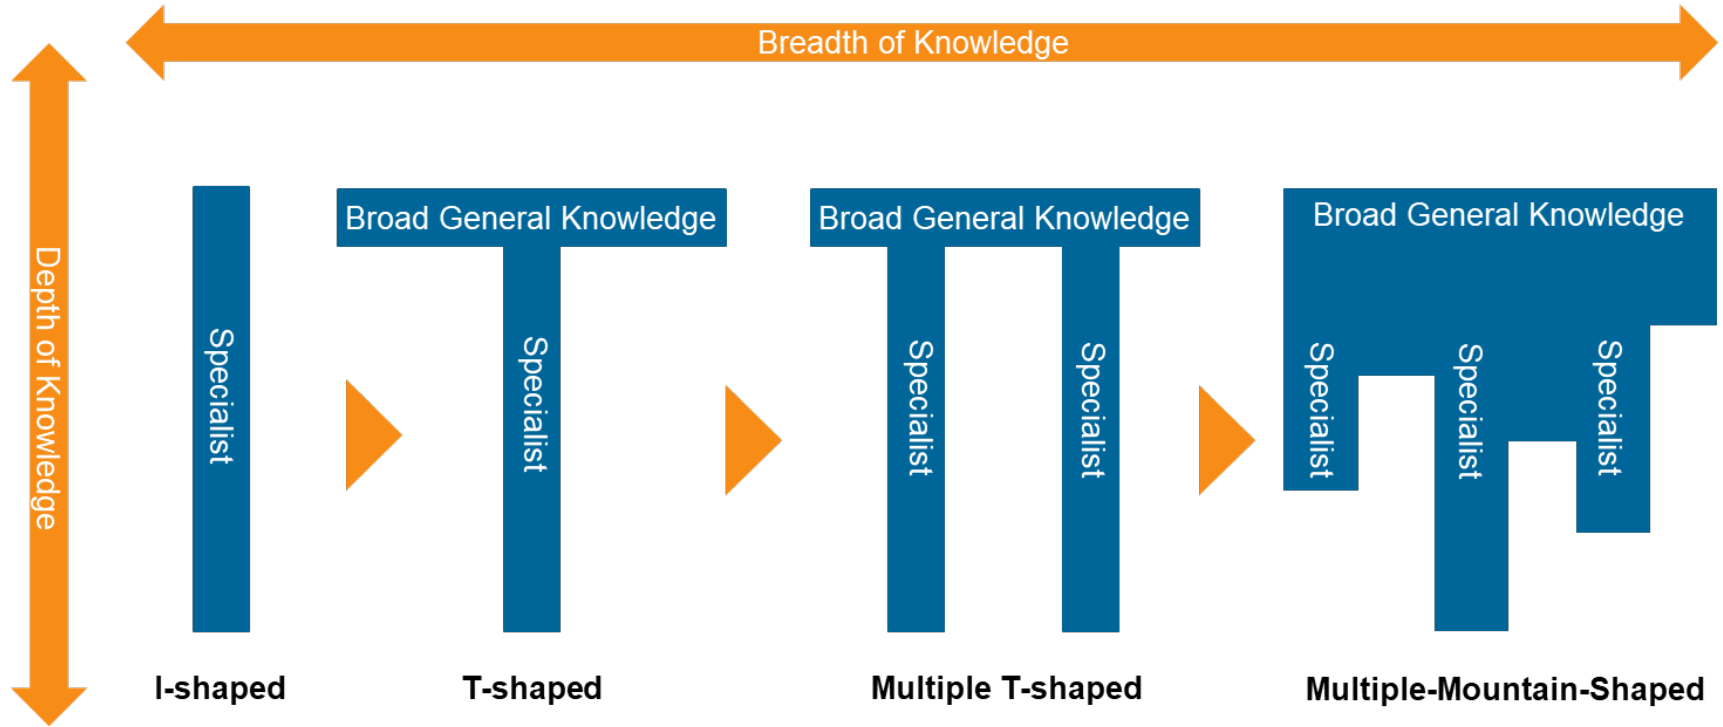 Breadth of Knowledge
Depth of Knowledge
Specialist
Broad General Knowledge
Specialist
Broad General Knowledge
Specialist
Specialist
Broad General Knowledge
Specialist
Specialist
Specialist
I-shaped
T-shaped
Multiple T-shaped
Multiple-Mountain-Shaped